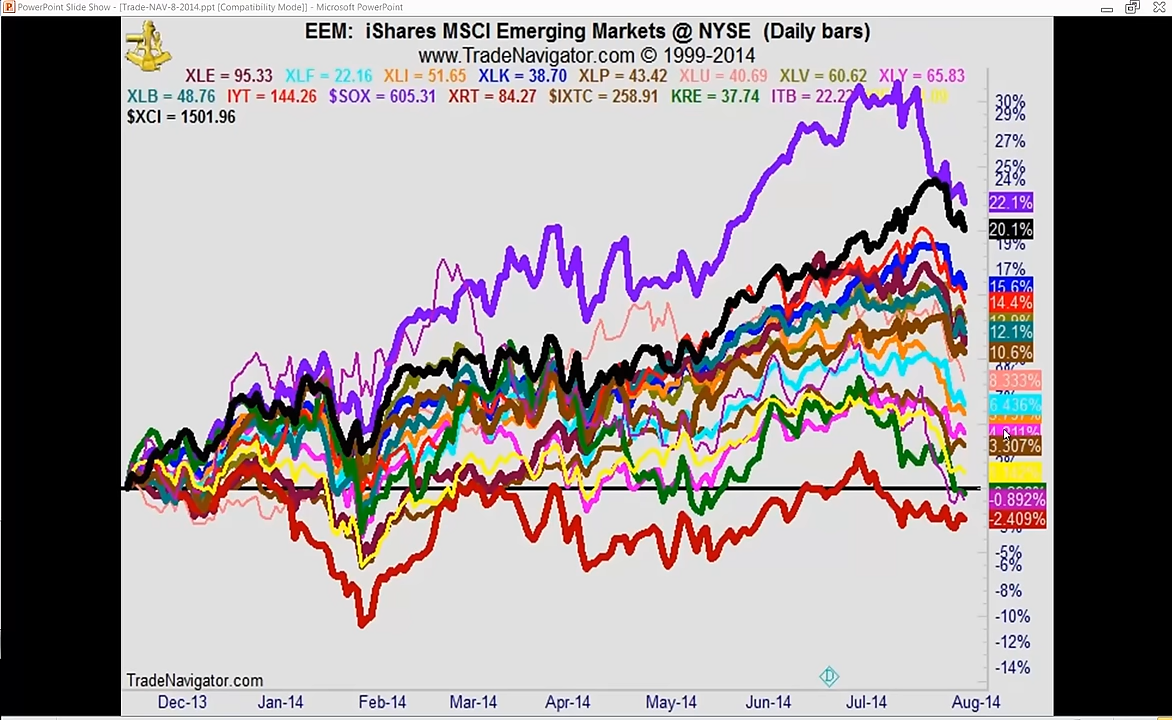 PowerPoint Slide Show - [Trade-NAV-8-2014.ppt [Compatibility Mode]] - Microsoft PowerPoint
EEM: iShares MSCI Emerging Markets @ NYSE (Daily bars)
www.TradeNavigator.com © 1999-2014
XLE = 95.33 XLF = 22.16 XLI = 51.65 XLK = 38.70 XLP = 43.42 XLU = 40.69 XLV = 60.62 XLY = 65.83
XLB = 48.76 IYT = 144.26 $SOX = 605.31 XRT = 84.27 $IXTC = 258.91 KRE = 37.74 ITB = 22.22
$XCI = 1501.96
30%
29%
27%
25%
24%
22.1%
20.1%
19%
17%
15.6%
14.4%
12.1%
10.6%
8.333%
6.436%
3.307%
-0.892%
-2.409%
-5%
-6%
-8%
-10%
-12%
-14%
D
TradeNavigator.com
Dec-13 Jan-14 Feb-14 Mar-14 Apr-14 May-14 Jun-14 Jul-14 Aug-14